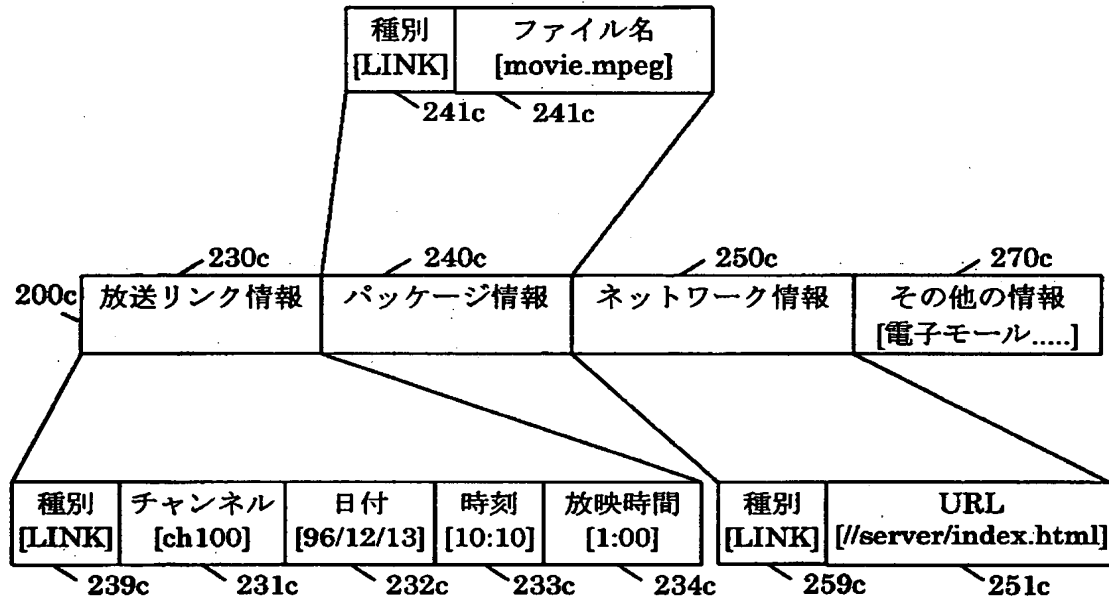 種別 ファイル名
[LINK] [movie.mpeg]
241c 241c
230c 240c 250c 270c
200c 放送リンク情報 パッケージ情報 ネットワーク情報 その他の情報
[電子モール.....]
種別 チャンネル 日付 時刻 放映時間 種別 URL
[LINK] [ch100] [96/12/13] [10:10] [1:00] [LINK] [//server/index.html]
239c 231c 232c 233c 234c 259c 251c